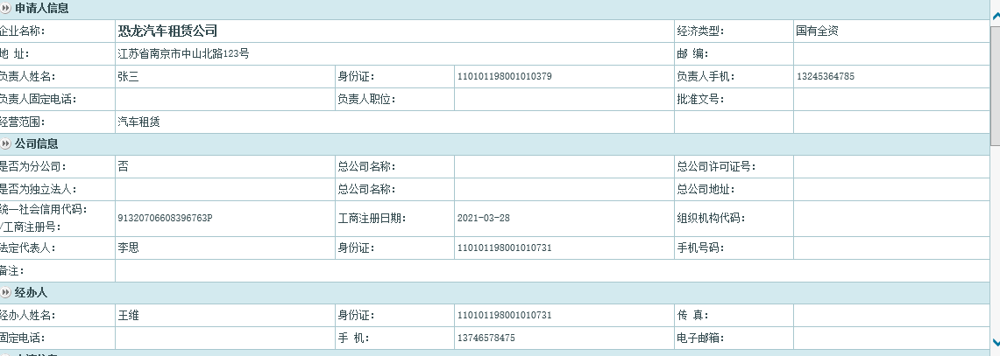 申请人信息
企业名称： 恐龙汽车租赁公司 经济类型： 国有全资
地 址： 江苏省南京市中山北路123号 邮 编：
负责人姓名： 张三 身份证： 110101198001010379 负责人手机： 13245364785
负责人固定电话： 负责人职位： 批准文号：
经营范围： 汽车租赁
公司信息
是否为分公司： 否 总公司名称： 总公司许可证号：
是否为独立法人： 总公司名称： 总公司地址：
统一社会信用代码：
/工商注册号： 91320706608396763P 工商注册日期： 2021-03-28 组织机构代码：
法定代表人： 李思 身份证： 110101198001010731 手机号码：
备注：
经办人
经办人姓名： 王维 身份证： 110101198001010731 传 真：
固定电话： 手 机： 13746578475 电子邮箱：